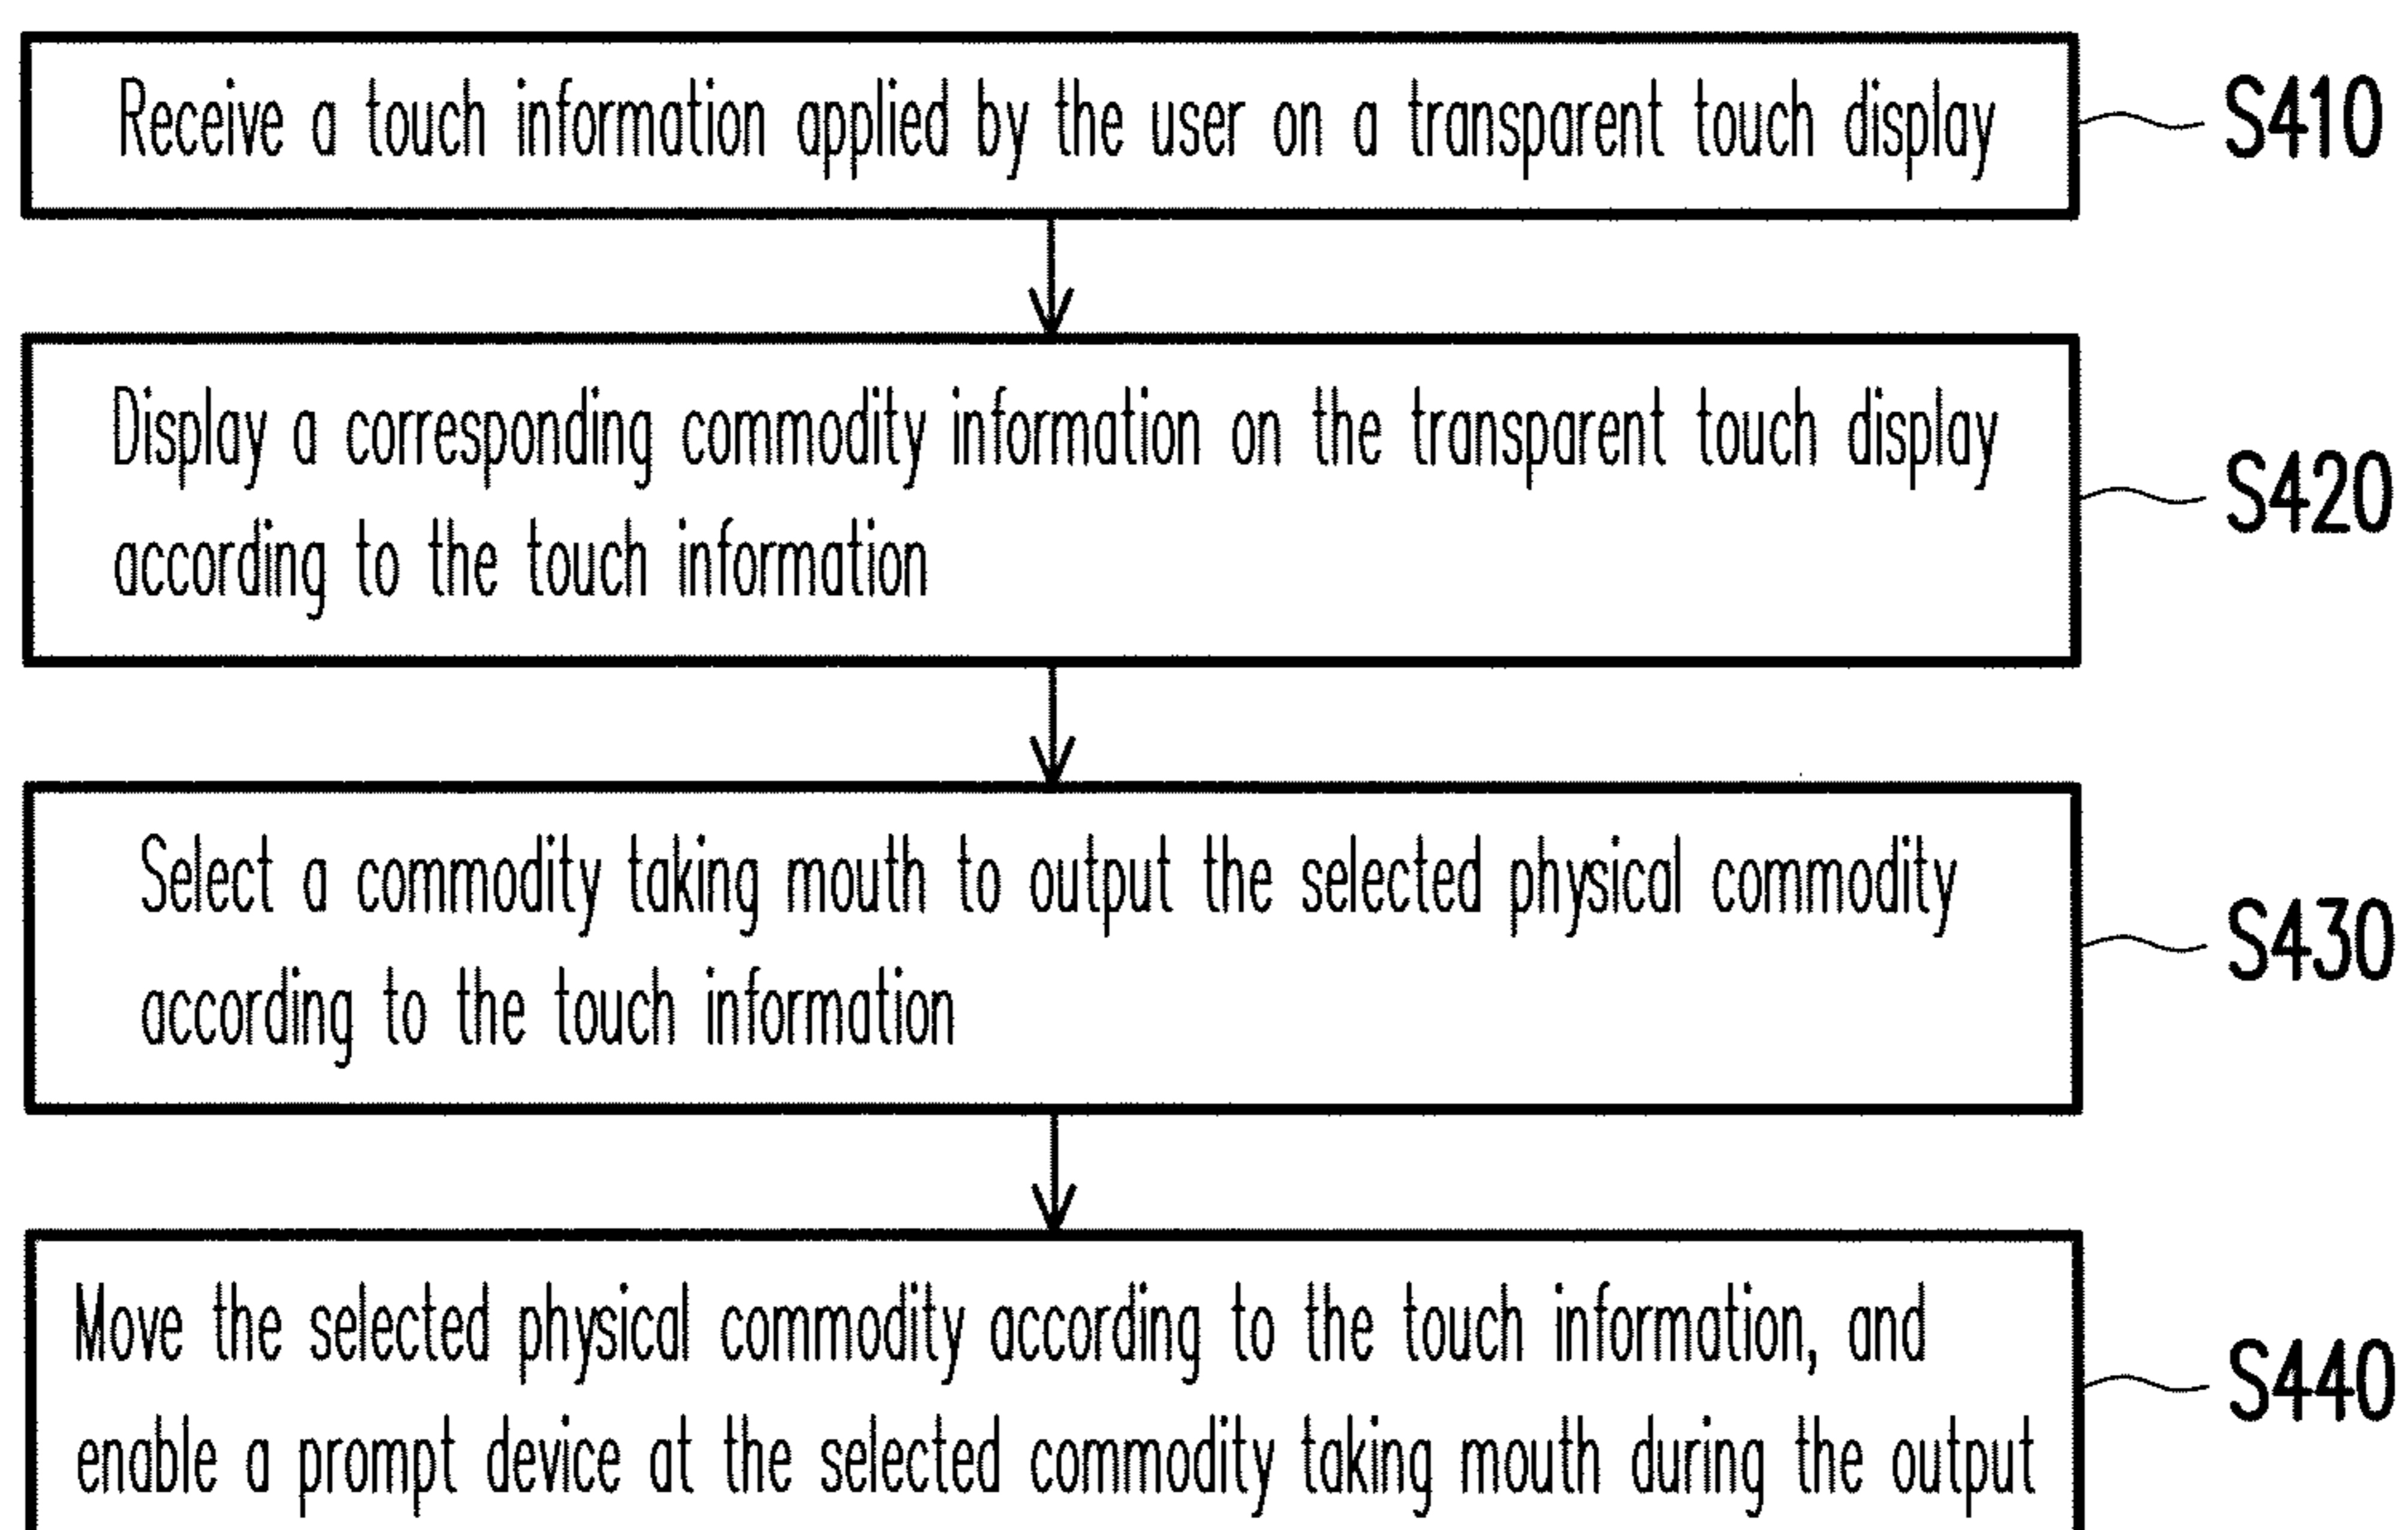 Receive a touch information applied by the user on a transparent touch display
S410
Display a corresponding commodity information on the transparent touch display
according to the touch information
S420
Select a commodity taking mouth to output the selected physical commodity
according to the touch information
S430
Move the selected physical commodity according to the touch information, and
enable a prompt device at the selected commodity taking mouth during the output
S440